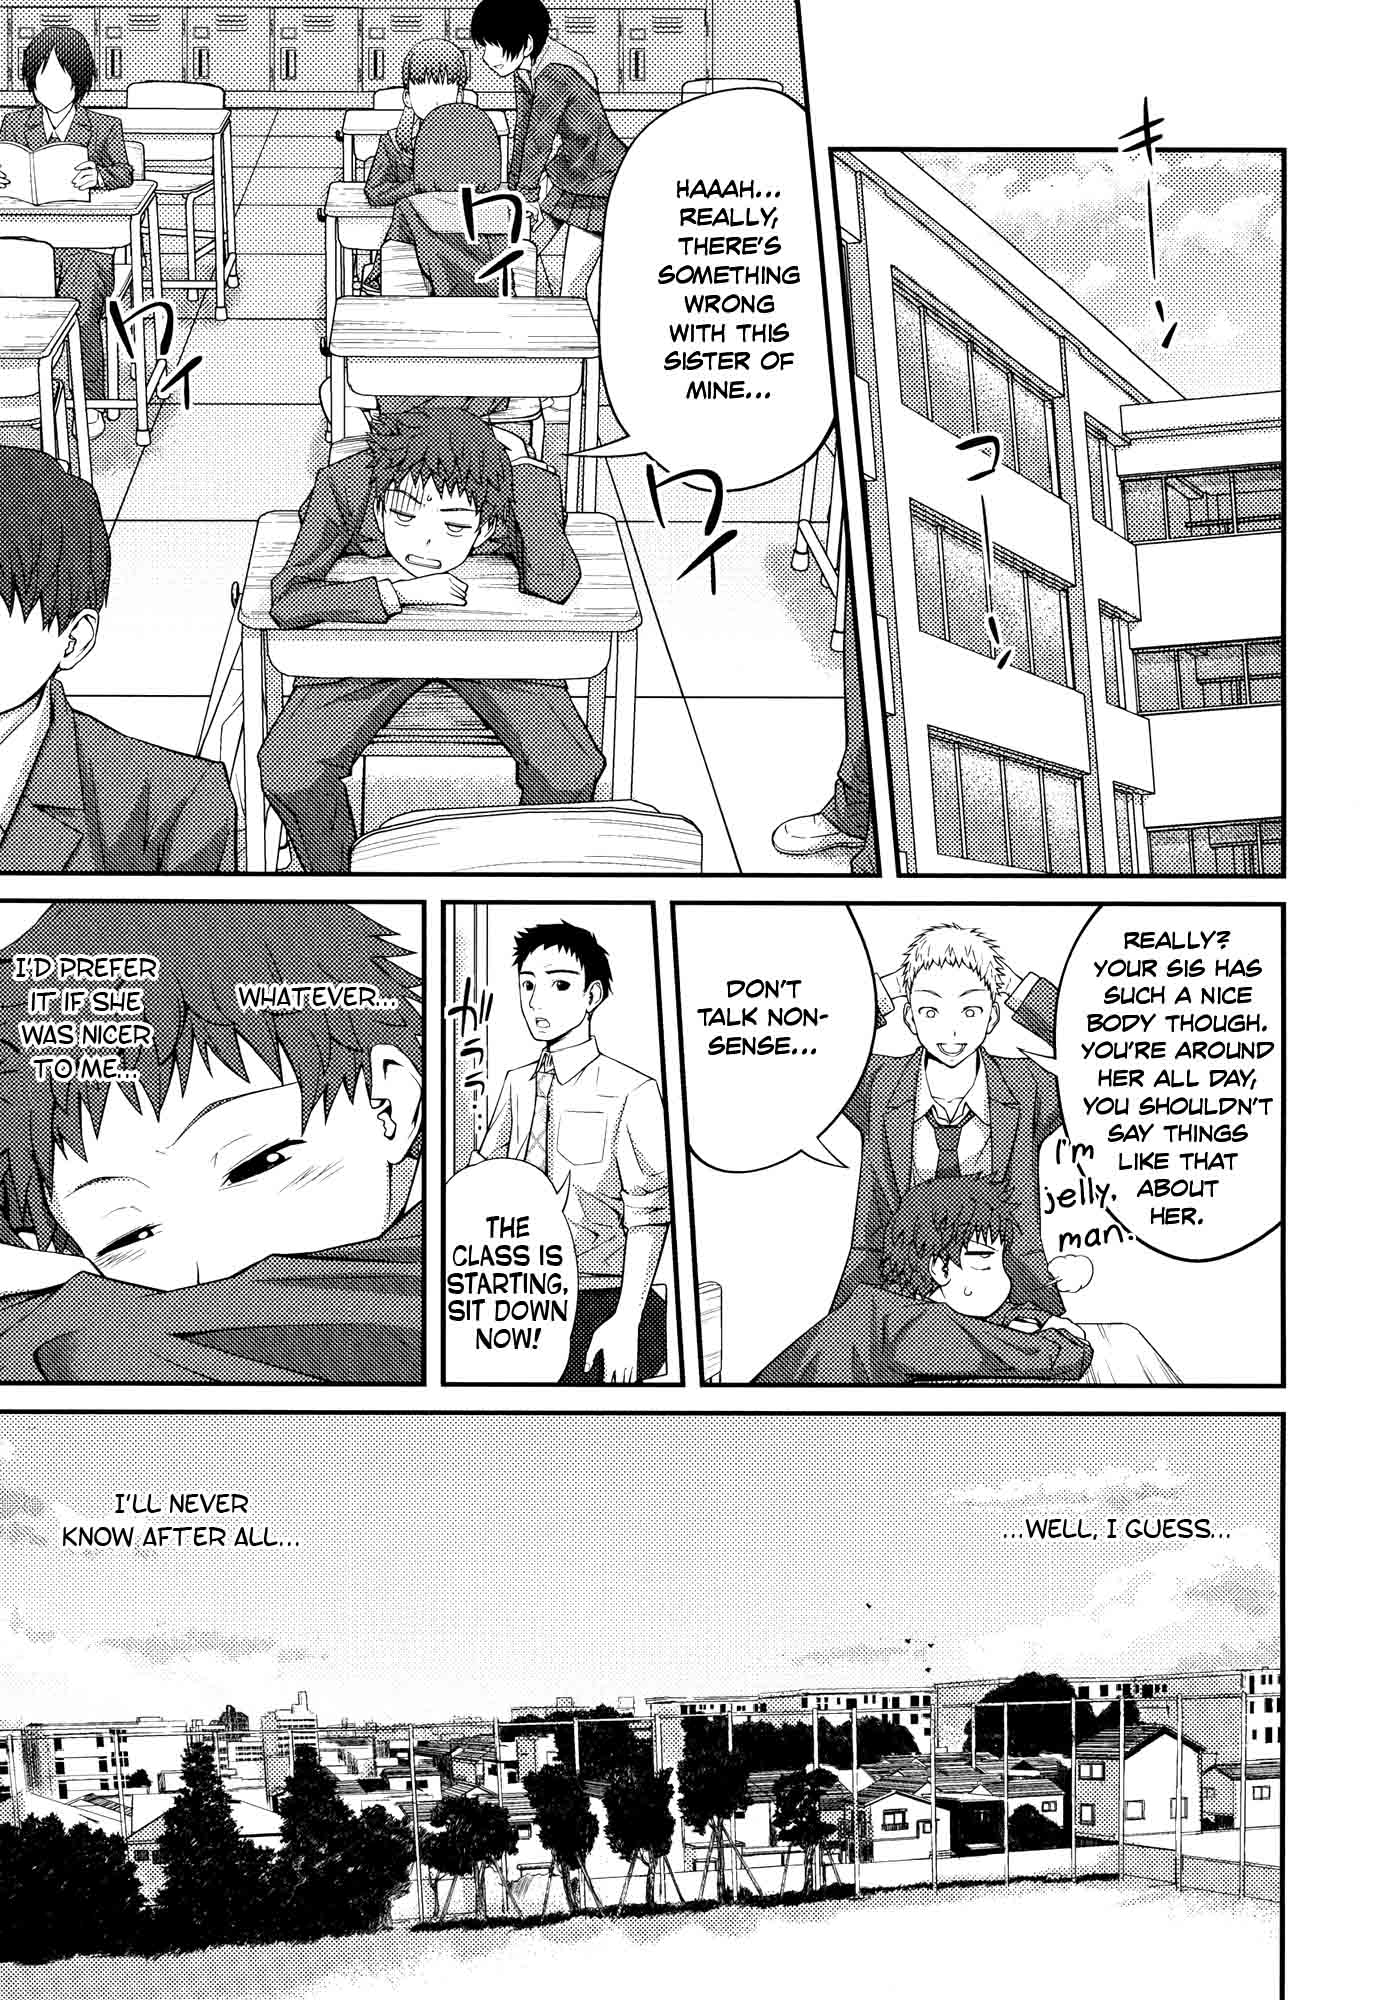 キーン
コーン
HAAAH...
REALLY,
THERE'S
SOMETHING
WRONG
WITH THIS
SISTER OF
MINE...
ワイ
ワイ
ワイ
REALLY?
YOUR SIS HAS
SUCH A NICE
BODY THOUGH.
YOU'RE AROUND
HER ALL DAY,
YOU SHOULDN'T
SAY THINGS
LIKE THAT
ABOUT
HER.
I'm
jelly,
man.
DON'T
TALK NON-
SENSE...
ガラ...
THE
CLASS IS
STARTING,
SIT DOWN
NOW!
WHATEVER...
I'D PREFER
IT IF SHE
WAS NICER
TO ME...
...WELL, I GUESS...
I'LL NEVER
KNOW AFTER ALL...